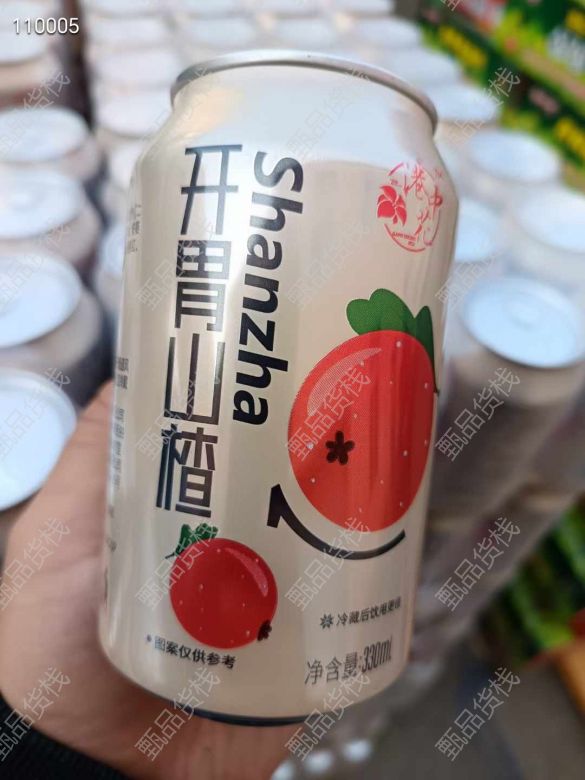 110005
港中花
开胃山楂
Shanzha
冷藏后饮用更佳
图案仅供参考
净含量:330mL
甄品货栈